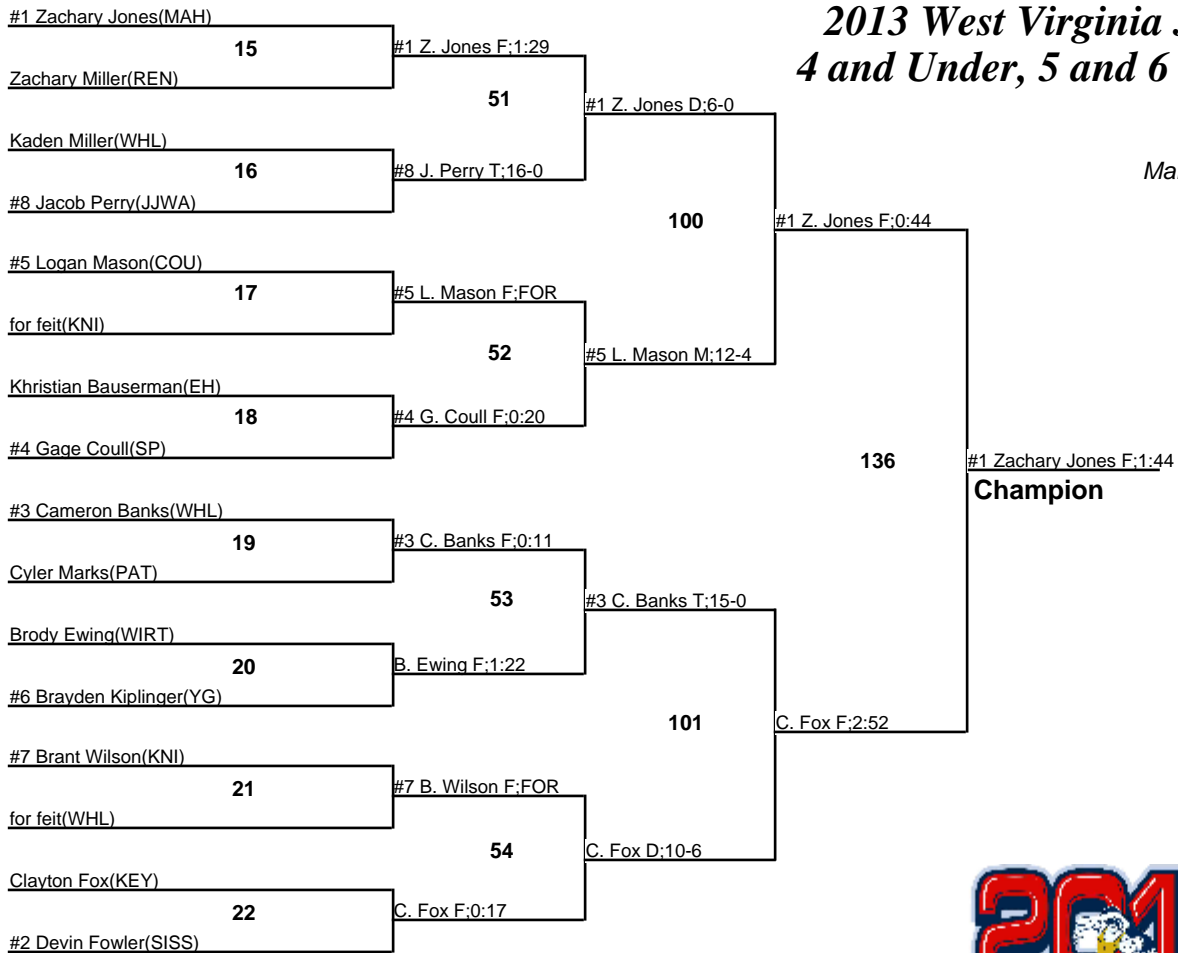 2013 West Virginia
4 and Under, 5 and 6
#1 Zachary Jones(MAH)
15
Zachary Miller(REN)
#1 Z. Jones F;1:29
51
Kaden Miller(WHL)
16
#8 Jacob Perry(JJWA)
#8 J. Perry T;16-0
#1 Z. Jones D;6-0
100
#5 Logan Mason(COU)
17
for feit(KNI)
#5 L. Mason F;FOR
52
Khristian Bauserman(EH)
18
#4 Gage Coull(SP)
#4 G. Coull F;0:20
#5 L. Mason M;12-4
#1 Z. Jones F;0:44
136
#1 Zachary Jones F;1:44
Champion
#3 Cameron Banks(WHL)
19
Cyler Marks(PAT)
#3 C. Banks F;0:11
53
Brody Ewing(WIRT)
20
#6 Brayden Kiplinger(YG)
B. Ewing F;1:22
#3 C. Banks T;15-0
101
#7 Brant Wilson(KNI)
21
for feit(WHL)
#7 B. Wilson F;FOR
54
Clayton Fox(KEY)
22
#2 Devin Fowler(SISS)
C. Fox F;0:17
C. Fox D;10-6
C. Fox F;2:52
201